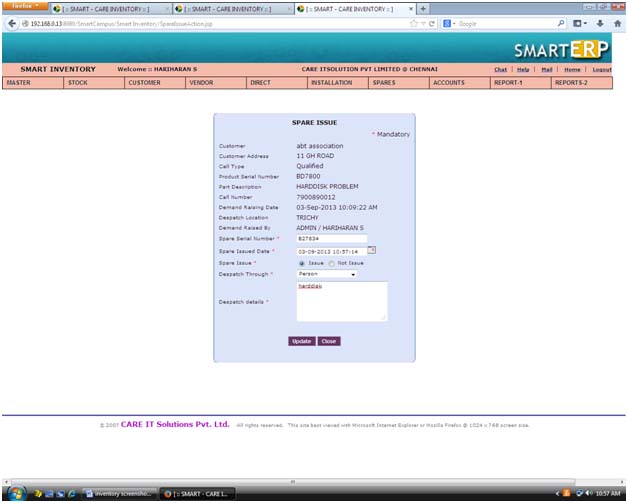 Firefox
[ :: SMART - CARE INVENTORY :: ] [ :: SMART - CARE INVENTORY :: ] [ :: SMART - CARE INVENTORY :: ]
192.168.0.13:8080/SmartCampus/Smart Inventory/SpareIssueAction.jsp Google
SMARTERP
SMART INVENTORY Welcome :: HARIHARAN S CARE ITSOLUTION PVT LIMITED @ CHENNAI Chat | Help | Mail | Home | Logout
MASTER STOCK CUSTOMER VENDOR DIRECT INSTALLATION SPARES ACCOUNTS REPORT-1 REPORTS-2
SPARE ISSUE
* Mandatory
Customer abt association
Customer Address 11 GH ROAD
Call Type Qualified
Product Serial Number BD7800
Part Description HARDDISK PROBLEM
Call Number 7900890012
Demand Raising Date 03-Sep-2013 10:09:22 AM
Despatch Location TRICHY
Demand Raised By ADMIN / HARIHARAN S
Spare Serial Number * B27834
Spare Issued Date * 03-09-2013 10:57:14
Spare Issue * Issue Not Issue
Despatch Through * Person
Despatch details * harddisk
Update Close
© 2007 CARE IT Solutions Pvt. Ltd. All rights reserved. This site best viewed with Microsoft Internet Explorer or Mozilla Firefox @ 1024 x 768 screen size.
inventory screensho... [ :: SMART - CARE I... 10:57 AM